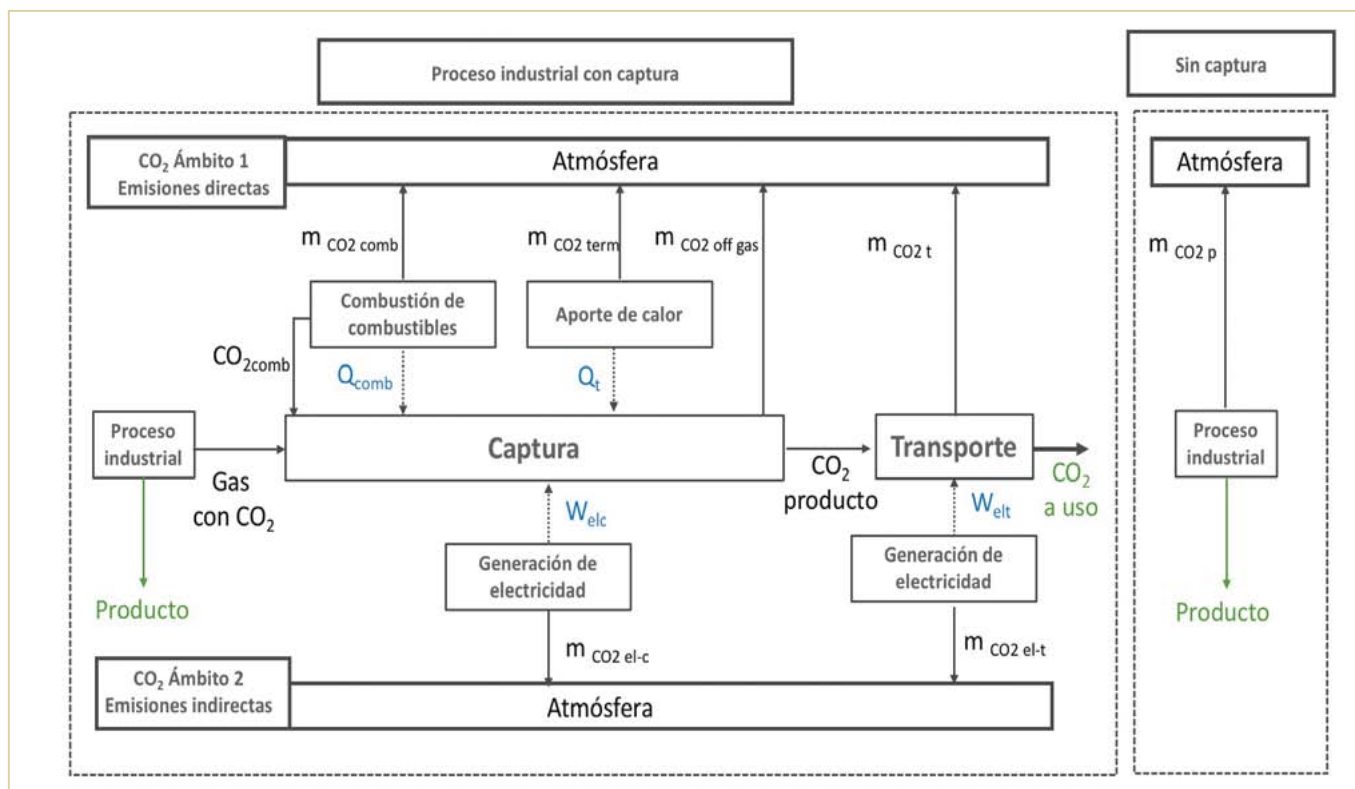 Proceso industrial con captura
Sin captura
CO₂ Ámbito 1
Emisiones directas
Atmósfera
Atmósfera
m CO2 comb
m CO2 term
m CO2 off gas
m CO2 t
m CO2 p
Combustión de
combustibles
Aporte de calor
CO2comb
Qcomb
Qt
Proceso
industrial
Captura
Transporte
Proceso
industrial
Gas
con CO₂
CO₂
producto
CO₂
a uso
Welc
Welt
Generación de
electricidad
Generación de
electricidad
Producto
Producto
m CO2 el-c
m CO2 el-t
CO₂ Ámbito 2
Emisiones indirectas
Atmósfera